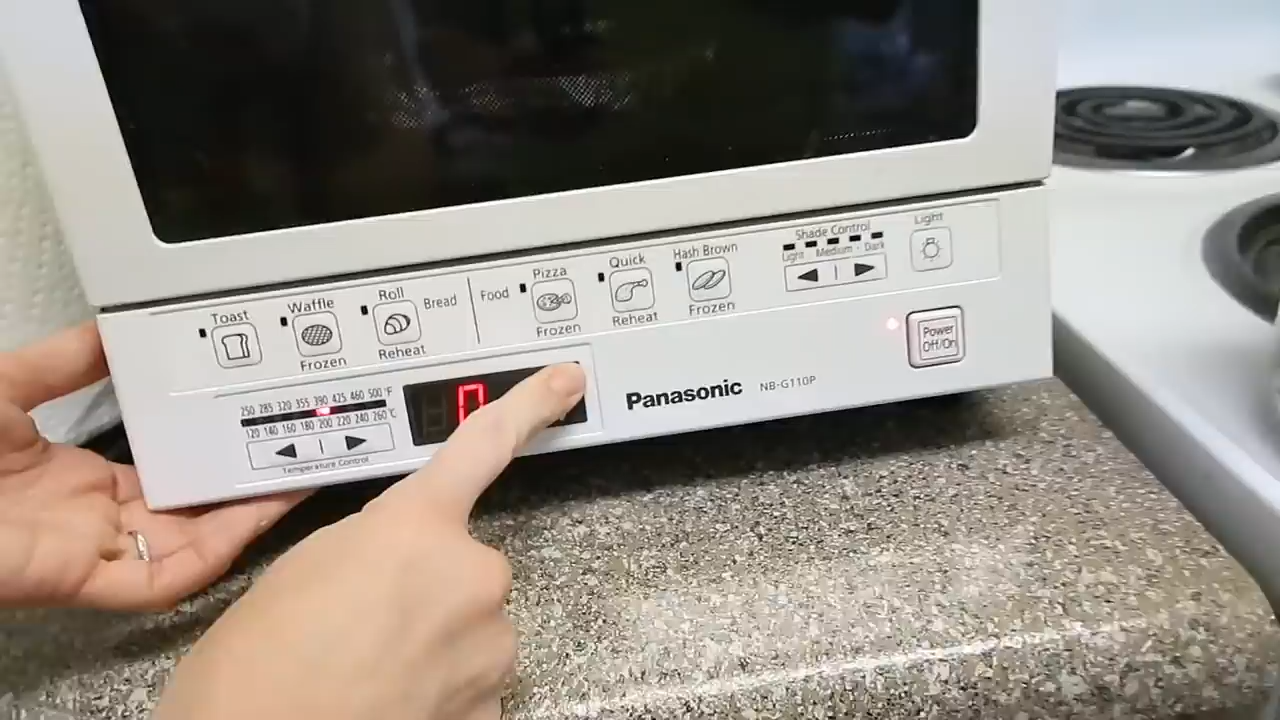 Toast
Waffle
Frozen
Roll
Reheat
Bread
Food
Pizza
Frozen
Quick
Reheat
Hash Brown
Frozen
Shade Control
Light Medium - Dark
Light
Power
Off/On
250 285 320 355 390 425 460 500 °F
120 140 160 180 200 220 240 260 °C
Temperature Control
0
Panasonic NB-G110P